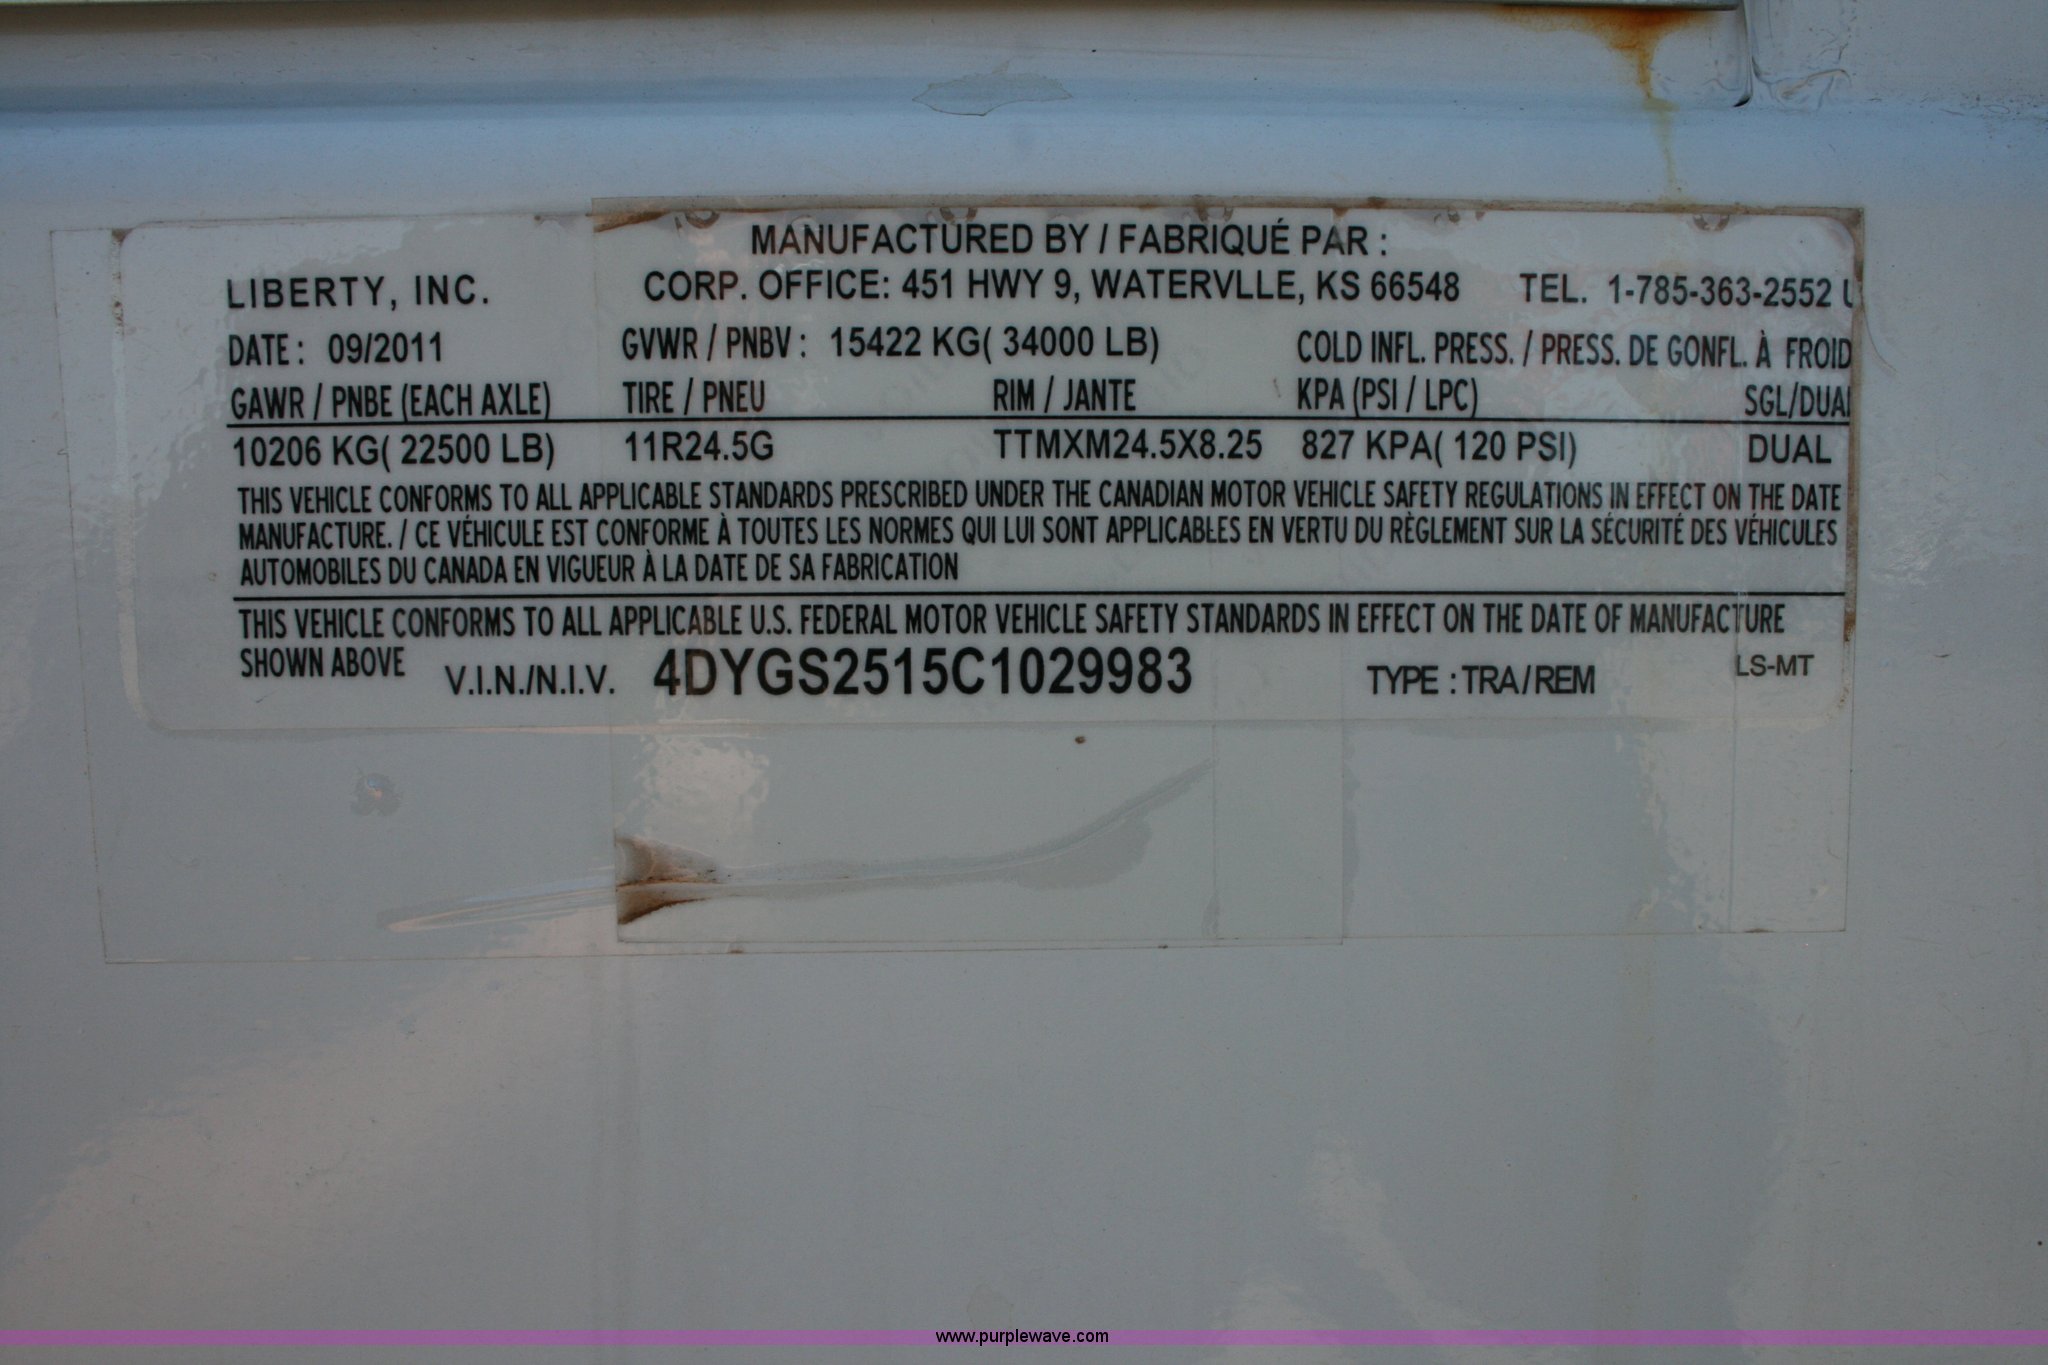 MANUFACTURED BY / FABRIQUÉ PAR :
LIBERTY, INC. CORP. OFFICE: 451 HWY 9, WATERVLLE, KS 66548 TEL. 1-785-363-2552
DATE : 09/2011 GVWR / PNBV : 15422 KG( 34000 LB) COLD INFL. PRESS. / PRESS. DE GONFL. À FROID
GAWR / PNBE (EACH AXLE) TIRE / PNEU RIM / JANTE KPA (PSI / LPC) SGL/DUAL
10206 KG( 22500 LB) 11R24.5G TTMXM24.5X8.25 827 KPA( 120 PSI) DUAL
THIS VEHICLE CONFORMS TO ALL APPLICABLE STANDARDS PRESCRIBED UNDER THE CANADIAN MOTOR VEHICLE SAFETY REGULATIONS IN EFFECT ON THE DATE
MANUFACTURE. / CE VÉHICULE EST CONFORME À TOUTES LES NORMES QUI LUI SONT APPLICABLES EN VERTU DU RÈGLEMENT SUR LA SÉCURITÉ DES VÉHICULES
AUTOMOBILES DU CANADA EN VIGUEUR À LA DATE DE SA FABRICATION
THIS VEHICLE CONFORMS TO ALL APPLICABLE U.S. FEDERAL MOTOR VEHICLE SAFETY STANDARDS IN EFFECT ON THE DATE OF MANUFACTURE
SHOWN ABOVE V.I.N./N.I.V. 4DYGS2515C1029983 TYPE : TRA/REM LS-MT
www.purplewave.com